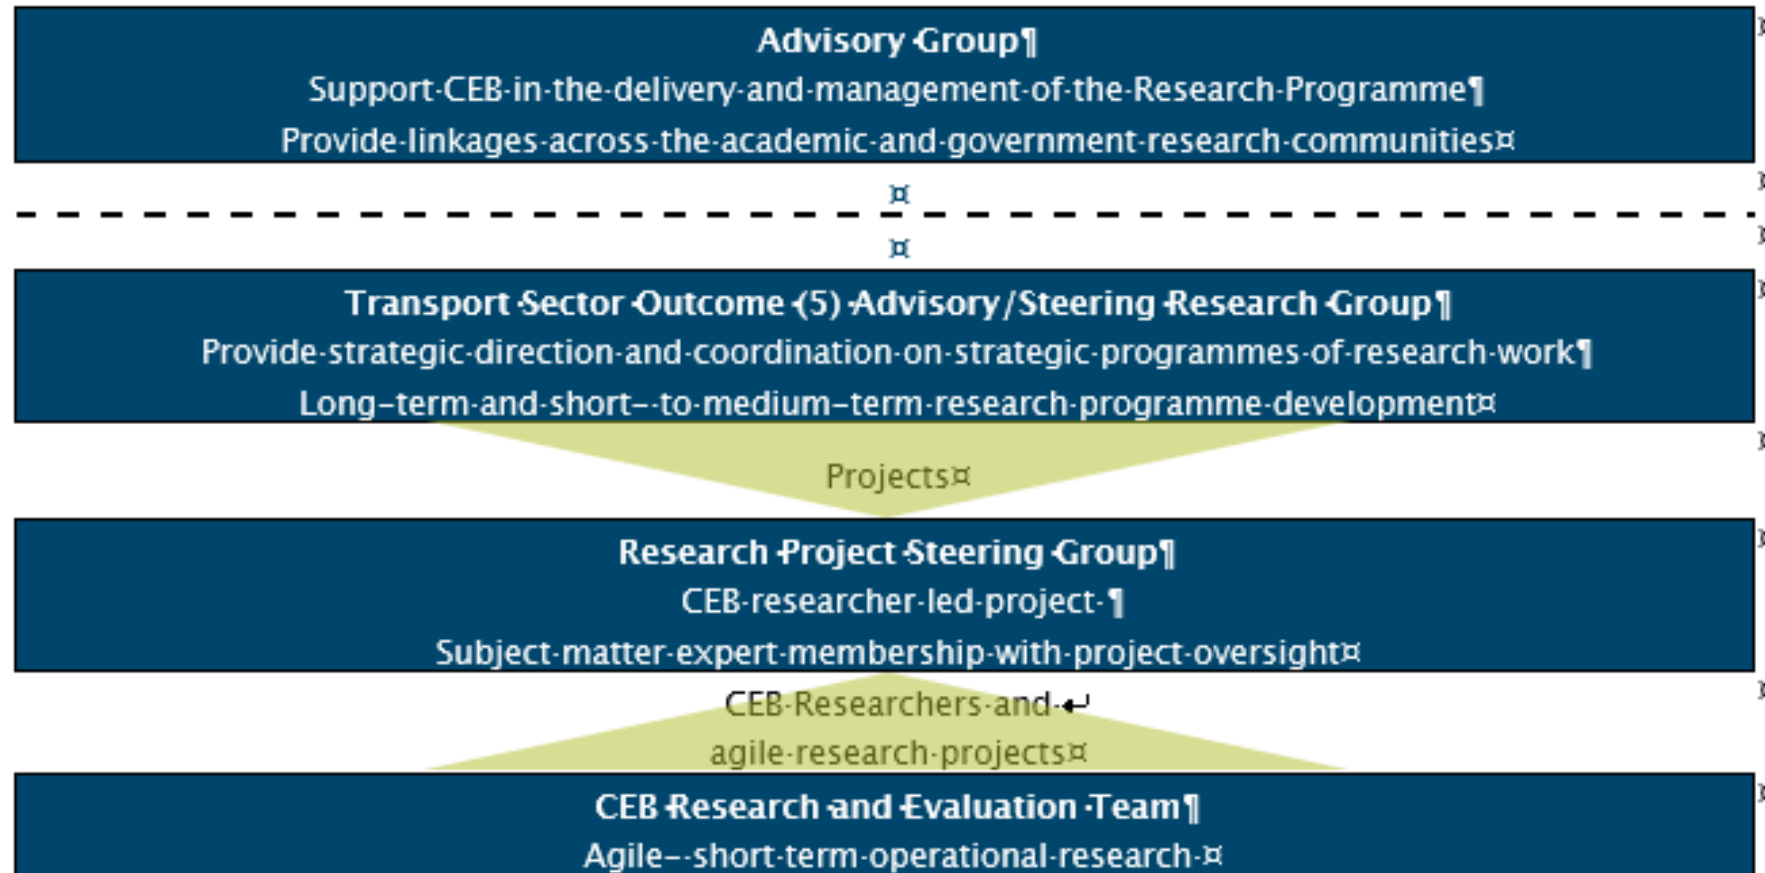 Advisory Group¶
Support·CEB·in·the·delivery·and·management·of·the·Research·Programme¶
Provide·linkages·across·the·academic·and·government·research·communities¤
¤
¤
Transport·Sector·Outcome·(5)·Advisory/Steering·Research·Group¶
Provide·strategic·direction·and·coordination·on·strategic·programmes·of·research·work¶
Long–term·and·short–·to·medium–term·research·programme·development¤
Projects¤
Research·Project·Steering·Group¶
CEB·researcher·led·project·¶
Subject·matter·expert·membership·with·project·oversight¤
CEB·Researchers·and·↵
agile·research·projects¤
CEB·Research·and·Evaluation·Team¶
Agile–·short·term·operational·research·¤